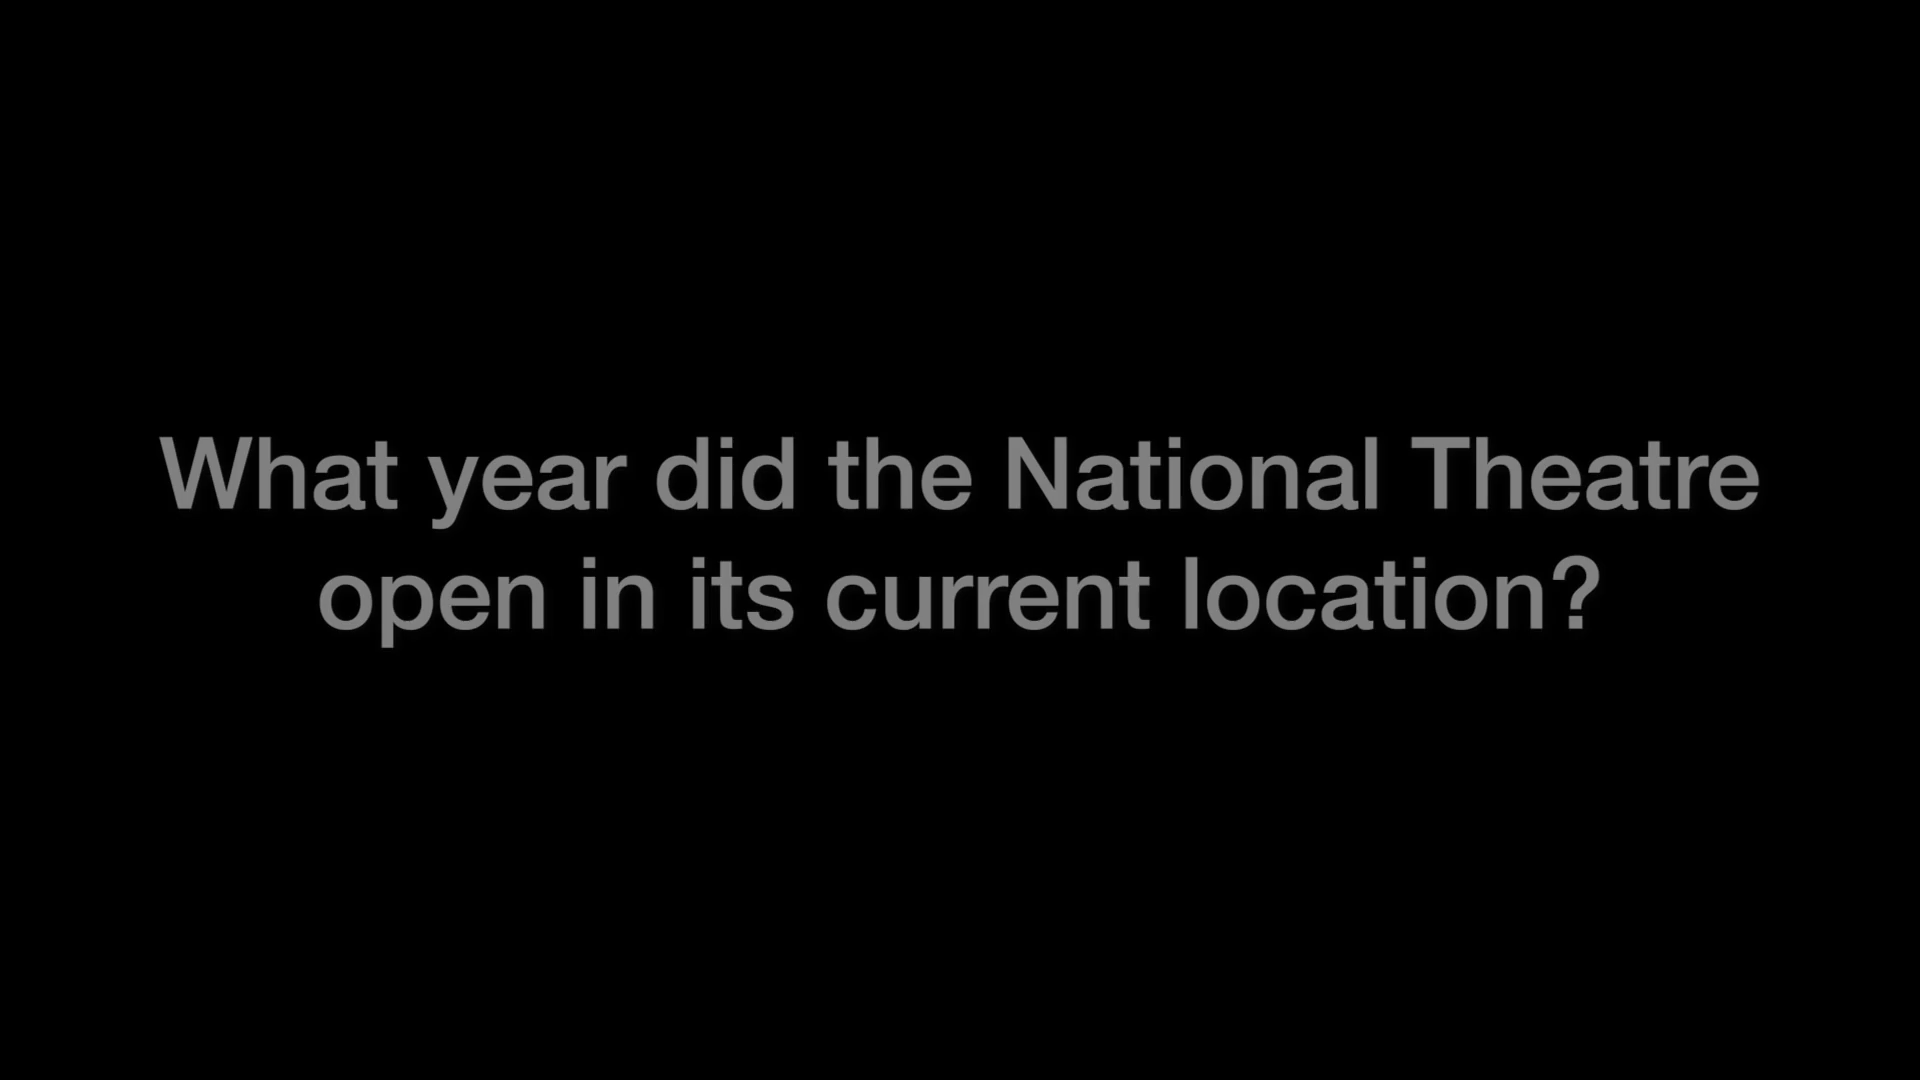 What year did the National Theatre
open in its current location?